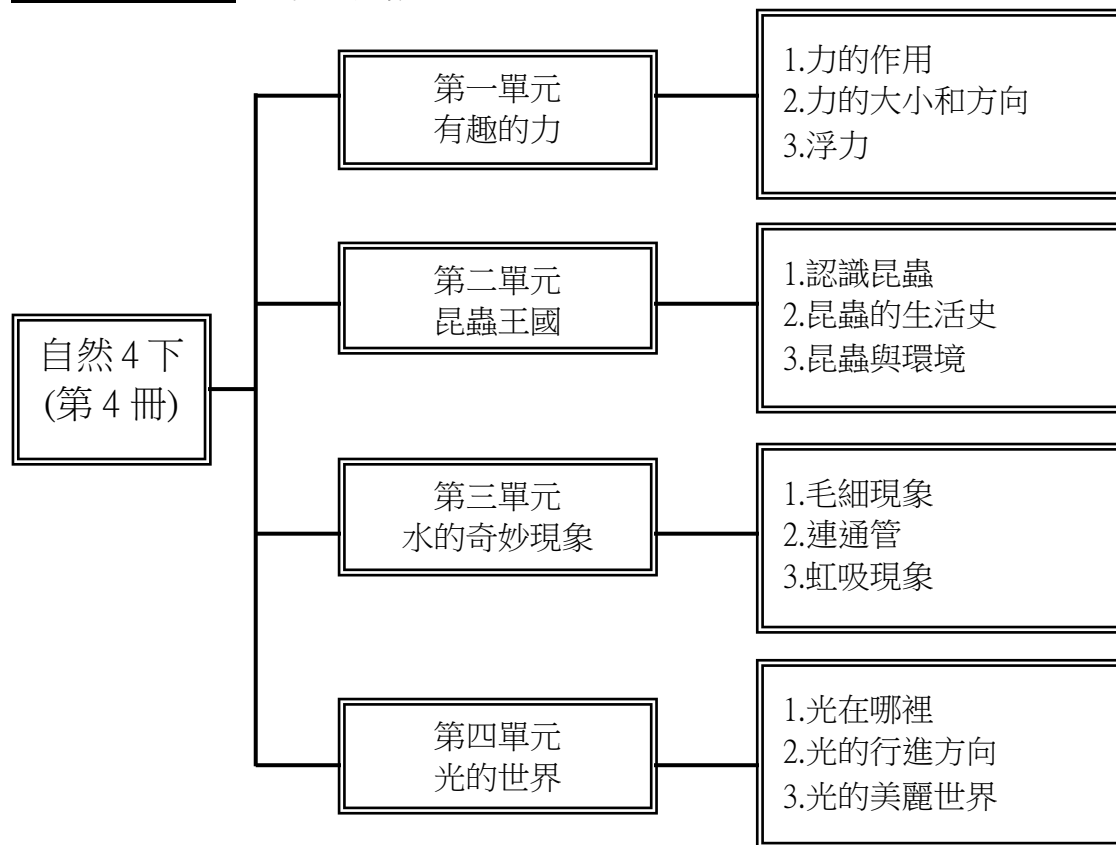 自然4下
(第4冊)
第一單元
有趣的力
1.力的作用
2.力的大小和方向
3.浮力
第二單元
昆蟲王國
1.認識昆蟲
2.昆蟲的生活史
3.昆蟲與環境
第三單元
水的奇妙現象
1.毛細現象
2.連通管
3.虹吸現象
第四單元
光的世界
1.光在哪裡
2.光的行進方向
3.光的美麗世界